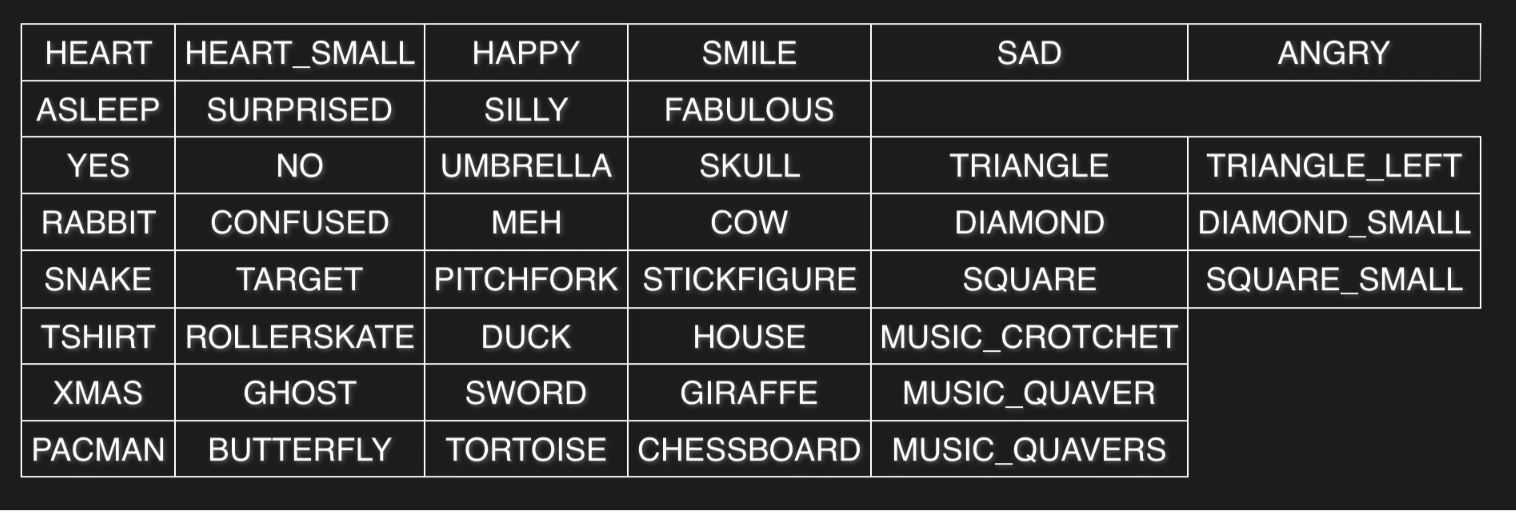 HEART HEART_SMALL HAPPY SMILE SAD ANGRY
ASLEEP SURPRISED SILLY FABULOUS
YES NO UMBRELLA SKULL TRIANGLE TRIANGLE_LEFT
RABBIT CONFUSED MEH COW DIAMOND DIAMOND_SMALL
SNAKE TARGET PITCHFORK STICKFIGURE SQUARE SQUARE_SMALL
TSHIRT ROLLERSKATE DUCK HOUSE MUSIC_CROTCHET
XMAS GHOST SWORD GIRAFFE MUSIC_QUAVER
PACMAN BUTTERFLY TORTOISE CHESSBOARD MUSIC_QUAVERS